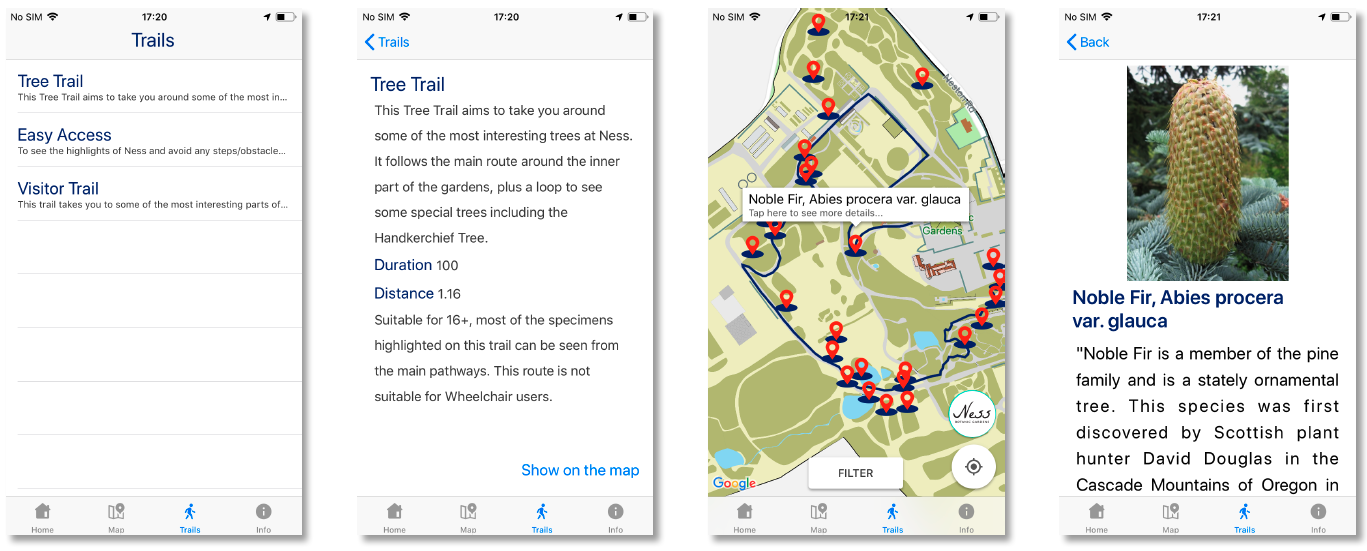 No SIM 17:20
Trails
Tree Trail
This Tree Trail aims to take you around some of the most in...
Easy Access
To see the highlights of Ness and avoid any steps/obstacle...
Visitor Trail
This trail takes you to some of the most interesting parts of...
Home Map Trails Info
No SIM 17:20
Trails
Tree Trail
This Tree Trail aims to take you around
some of the most interesting trees at Ness.
It follows the main route around the inner
part of the gardens, plus a loop to see
some special trees including the
Handkerchief Tree.
Duration 100
Distance 1.16
Suitable for 16+, most of the specimens
highlighted on this trail can be seen from
the main pathways. This route is not
suitable for Wheelchair users.
Show on the map
Home Map Trails Info
No SIM 17:21
Neston Rd
Noble Fir, Abies procera var. glauca
Tap here to see more details...
Gardens
Ness
BOTANIC GARDENS
FILTER
Google
Home Map Trails Info
No SIM 17:21
Back
Noble Fir, Abies procera
var. glauca
"Noble Fir is a member of the pine
family and is a stately ornamental
tree. This species was first
discovered by Scottish plant
hunter David Douglas in the
Cascade Mountains of Oregon in
Home Map Trails Info